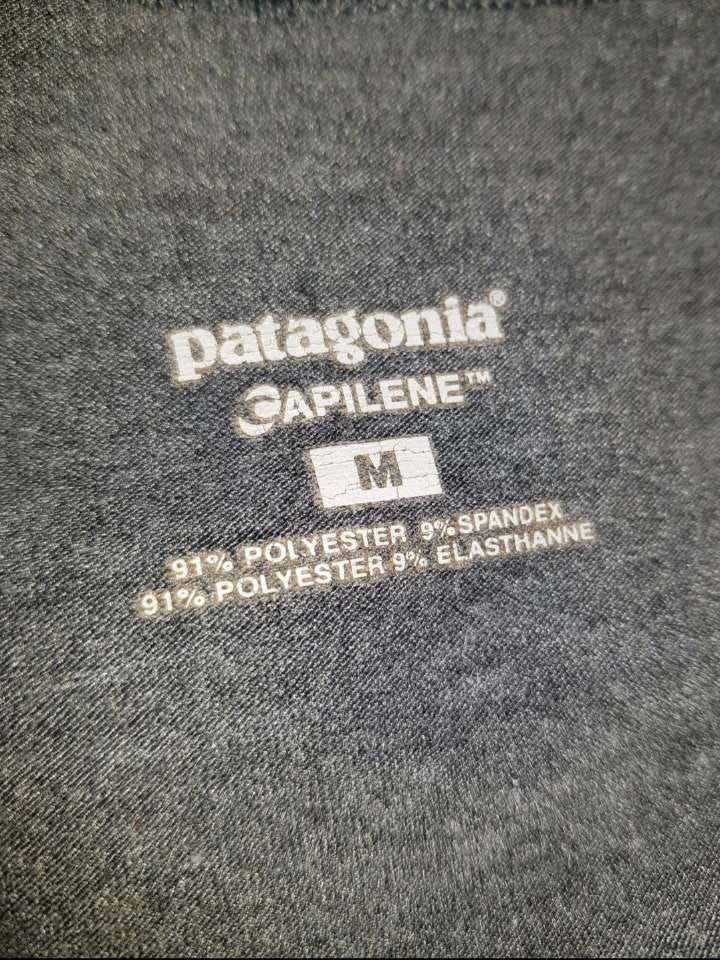 patagonia®
CAPILENE™
M
91% POLYESTER 9% SPANDEX
91% POLYESTER 9% ELASTHANNE